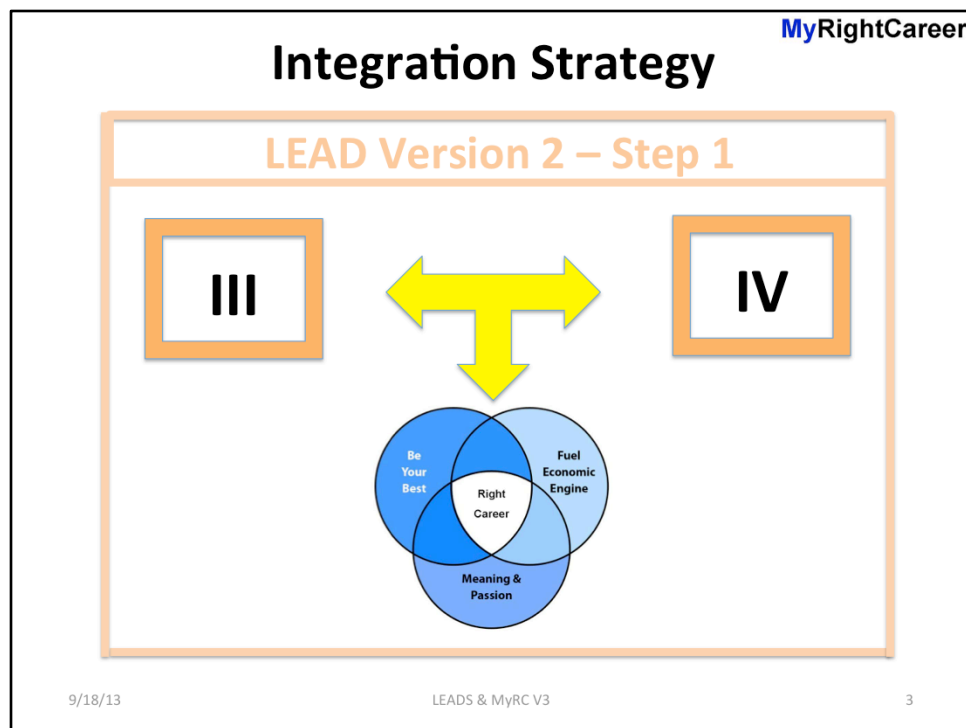 MyRightCareer
Integration Strategy
LEAD Version 2 – Step 1
III
IV
Be
Your
Best
Fuel
Economic
Engine
Right
Career
Meaning &
Passion
9/18/13
LEADS & MyRC V3
3